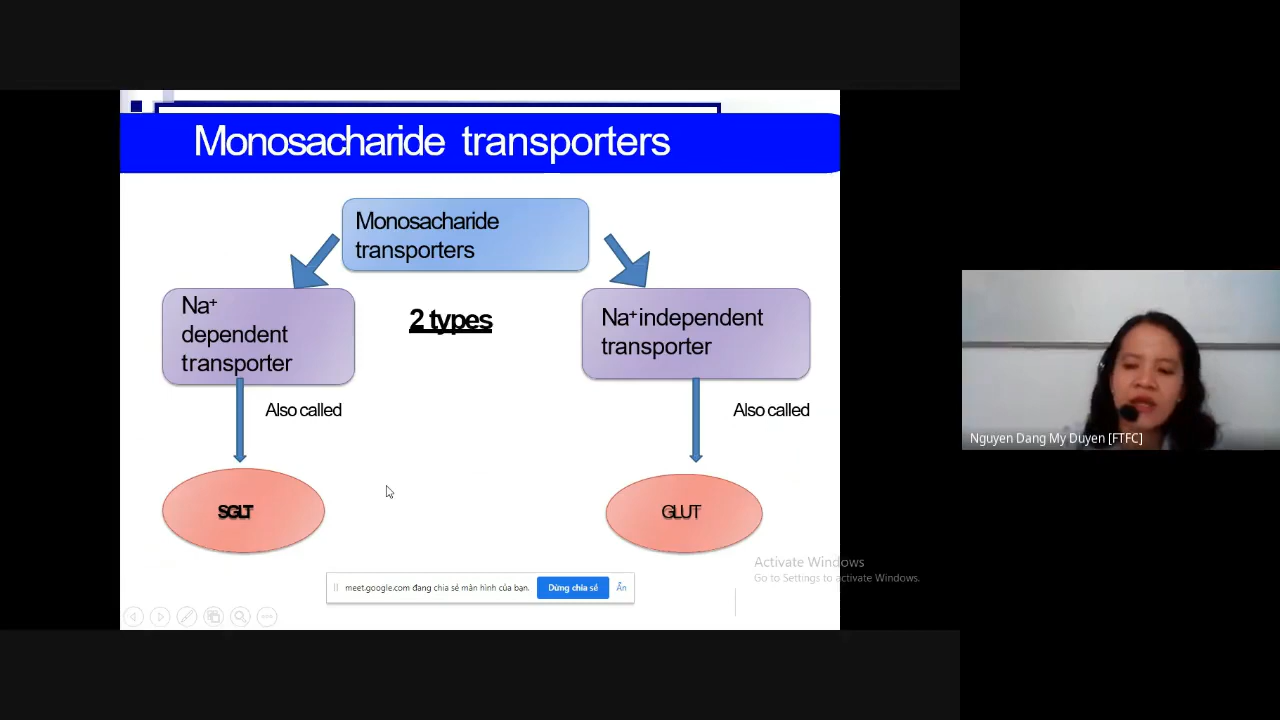 Monosacharide transporters
Monosacharide
transporters
Na+
dependent
transporter
2 types
Na+independent
transporter
Also called
Also called
SGLT
GLUT
Nguyen Dang My Duyen [FTFC]
Activate Windows
Go to Settings to activate Windows.
meet.google.com đang chia sẻ màn hình của bạn.
Dừng chia sẻ
Ẩn